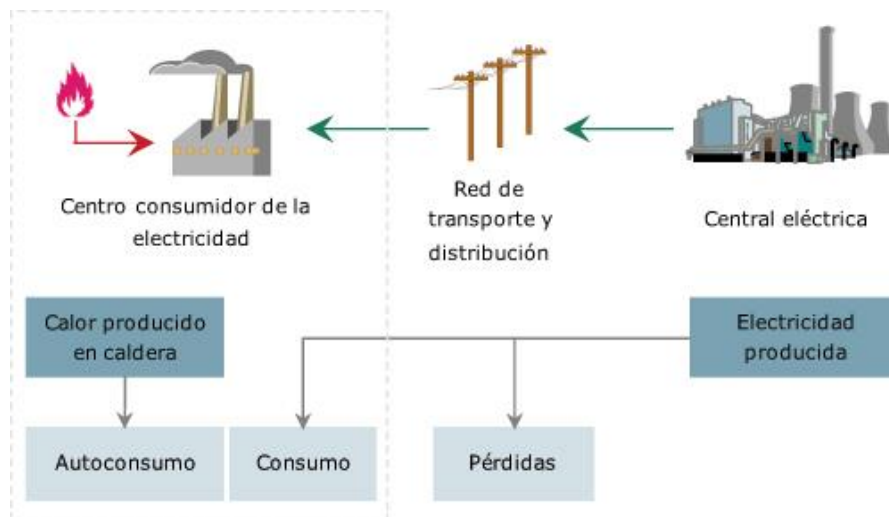 Centro consumidor de la
electricidad
Red de
transporte y
distribución
Central eléctrica
Calor producido
en caldera
Electricidad
producida
Autoconsumo
Consumo
Pérdidas